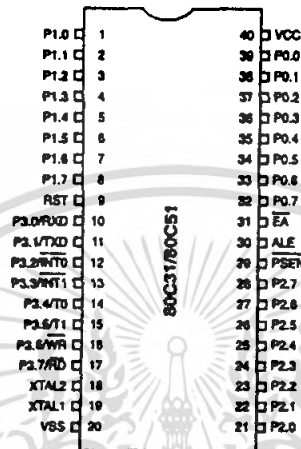 P1.0 1 40 VCC
P1.1 2 39 P0.0
P1.2 3 38 P0.1
P1.3 4 37 P0.2
P1.4 5 36 P0.3
P1.5 6 35 P0.4
P1.6 7 34 P0.5
P1.7 8 33 P0.6
RST 9 32 P0.7
P3.0/RXD 10 31 EA
P3.1/TXD 11 30 ALE
P3.2/INT0 12 29 PSEN
P3.3/INT1 13 28 P2.7
P3.4/T0 14 27 P2.6
P3.5/T1 15 26 P2.5
P3.6/WR 16 25 P2.4
P3.7/RD 17 24 P2.3
XTAL2 18 23 P2.2
XTAL1 19 22 P2.1
VSS 20 21 P2.0
80C31/80C51